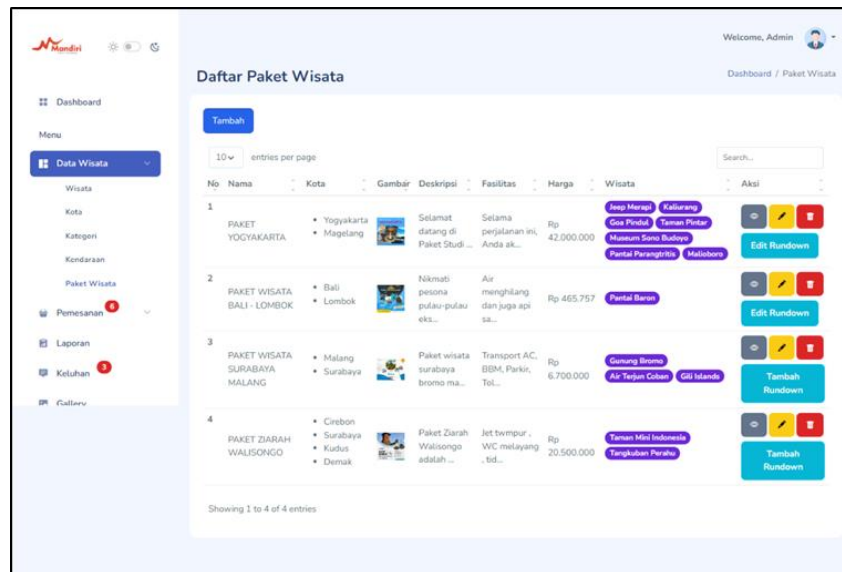 Mandiri
Welcome, Admin
Daftar Paket Wisata
Dashboard / Paket Wisata
Dashboard
Menu
Data Wisata
Wisata
Kota
Kategori
Kendaraan
Paket Wisata
Pemesanan 6
Laporan
Keluhan 3
Gallery
Tambah
10 entries per page
Search...
No Nama Kota Gambar Deskripsi Fasilitas Harga Wisata Aksi
1
PAKET
YOGYAKARTA
Yogyakarta
Magelang
Selamat
datang di
Paket Studi ...
Selama
perjalanan ini,
Anda ak...
Rp
42.000.000
Jeep Merapi Kaliurang
Goa Pindul Taman Pintar
Museum Sono Budoyo
Pantai Parangtritis Malioboro
Edit Rundown
2
PAKET WISATA
BALI - LOMBOK
Bali
Lombok
Nikmati
pesona
pulau-pulau
eks...
Air
menghilang
dan juga api
sa...
Rp 465.757
Pantai Baron
Edit Rundown
3
PAKET WISATA
SURABAYA
MALANG
Malang
Surabaya
Paket wisata
surabaya
bromo ma...
Transport AC,
BBM, Parkir,
Tol...
Rp
6.700.000
Gunung Bromo
Air Terjun Coban Gili Islands
Tambah
Rundown
4
PAKET ZIARAH
WALISONGO
Cirebon
Surabaya
Kudus
Demak
Paket Ziarah
Walisongo
adalah ...
Jet twmpur ,
WC melayang
, tid...
Rp
20.500.000
Taman Mini Indonesia
Tangkuban Perahu
Tambah
Rundown
Showing 1 to 4 of 4 entries